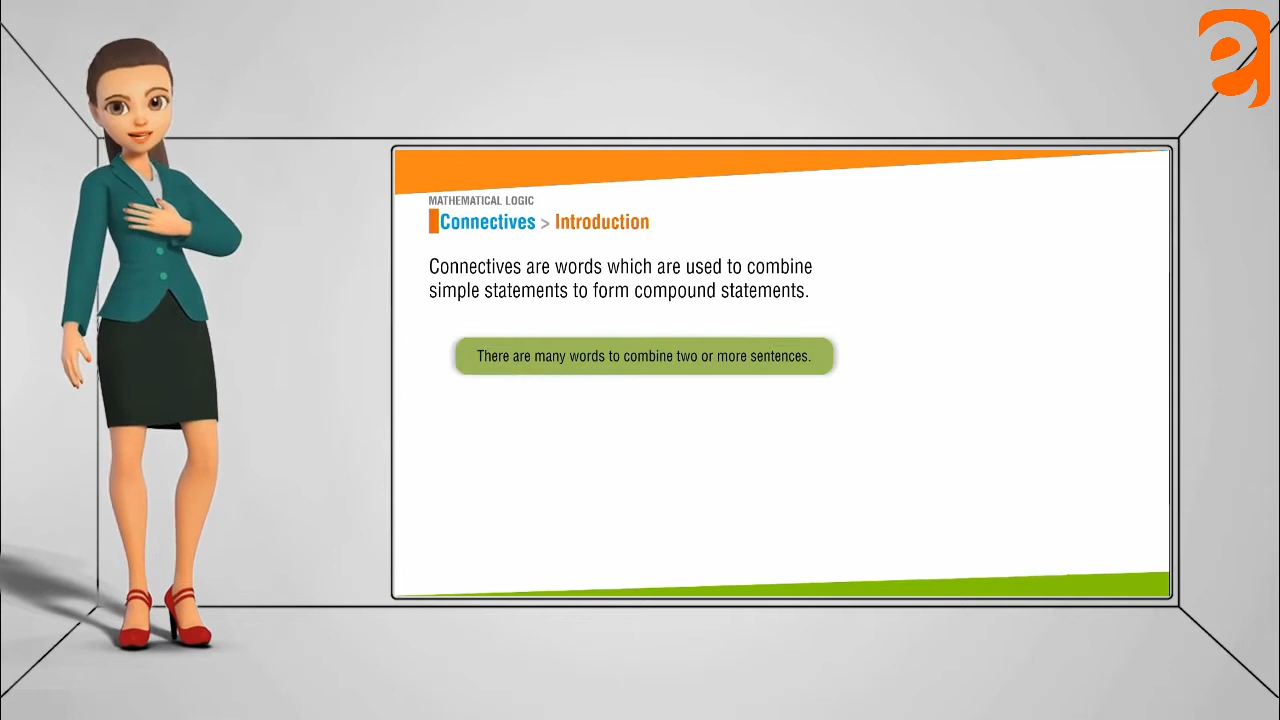 MATHEMATICAL LOGIC
Connectives > Introduction
Connectives are words which are used to combine
simple statements to form compound statements.
There are many words to combine two or more sentences.